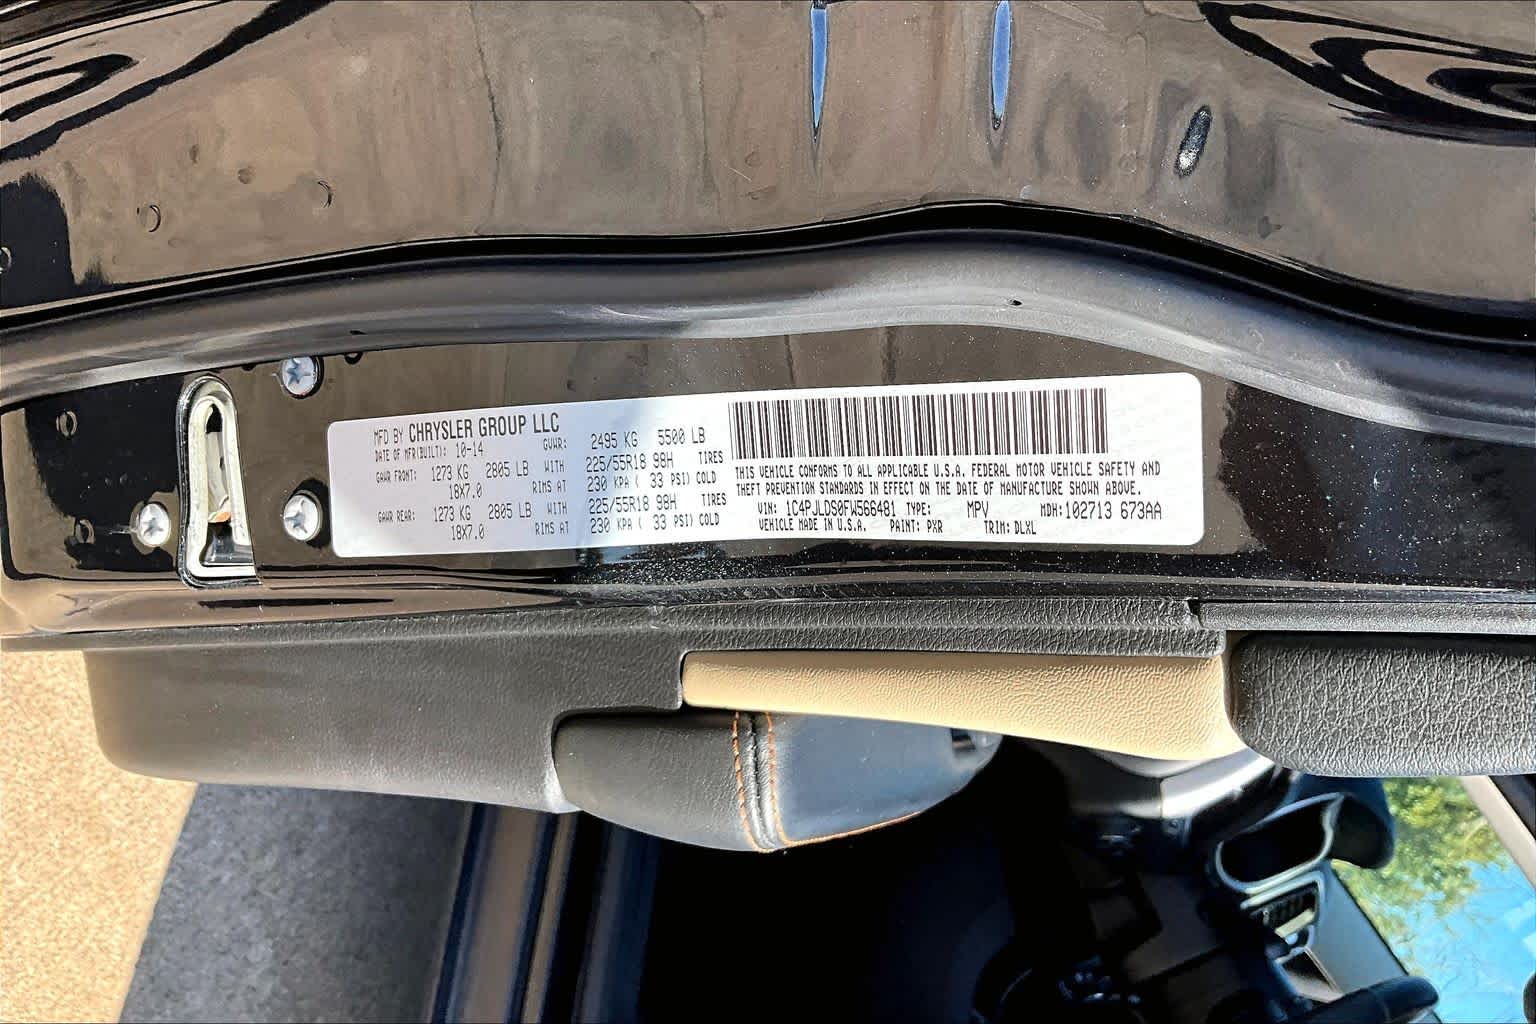 MFD BY CHRYSLER GROUP LLC
DATE OF MFR(BUILT): 10-14 GVWR: 2495 KG 5500 LB
GAWR FRONT: 1273 KG 2805 LB WITH 225/55R18 98H TIRES
18X7.0 RIMS AT 230 KPA ( 33 PSI) COLD
GAWR REAR: 1273 KG 2805 LB WITH 225/55R18 98H TIRES
18X7.0 RIMS AT 230 KPA ( 33 PSI) COLD
THIS VEHICLE CONFORMS TO ALL APPLICABLE U.S.A. FEDERAL MOTOR VEHICLE SAFETY AND
THEFT PREVENTION STANDARDS IN EFFECT ON THE DATE OF MANUFACTURE SHOWN ABOVE.
VIN: 1C4PJLDS0FW566481 TYPE: MPV MDH: 102713 673AA
VEHICLE MADE IN U.S.A. PAINT: PXR TRIM: DLXL